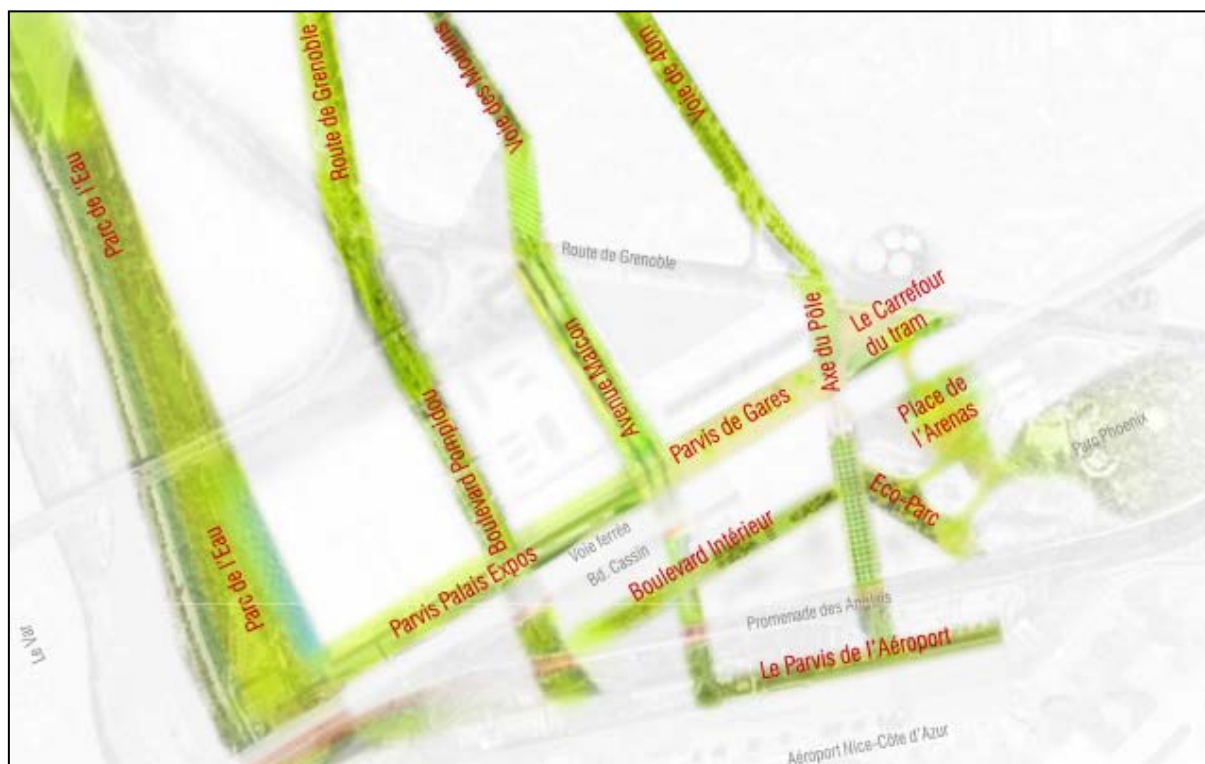 Route de Grenoble
Voie des Moulins
Voie de 40m
Parc de l'Eau
Route de Grenoble
Axe du Pôle
Le Carrefour
du tram
Avenue Maïcon
Place de
l'Arenas
Parvis de Gares
Parc Phoenix
Boulevard Pompidou
Eco-Parc
Parc de l'Eau
Voie ferrée
Bd. Cassin
Boulevard Intérieur
Parvis Palais Expos
Promenade des Anglais
Le Var
Le Parvis de l'Aéroport
Aéroport Nice-Côte d'Azur